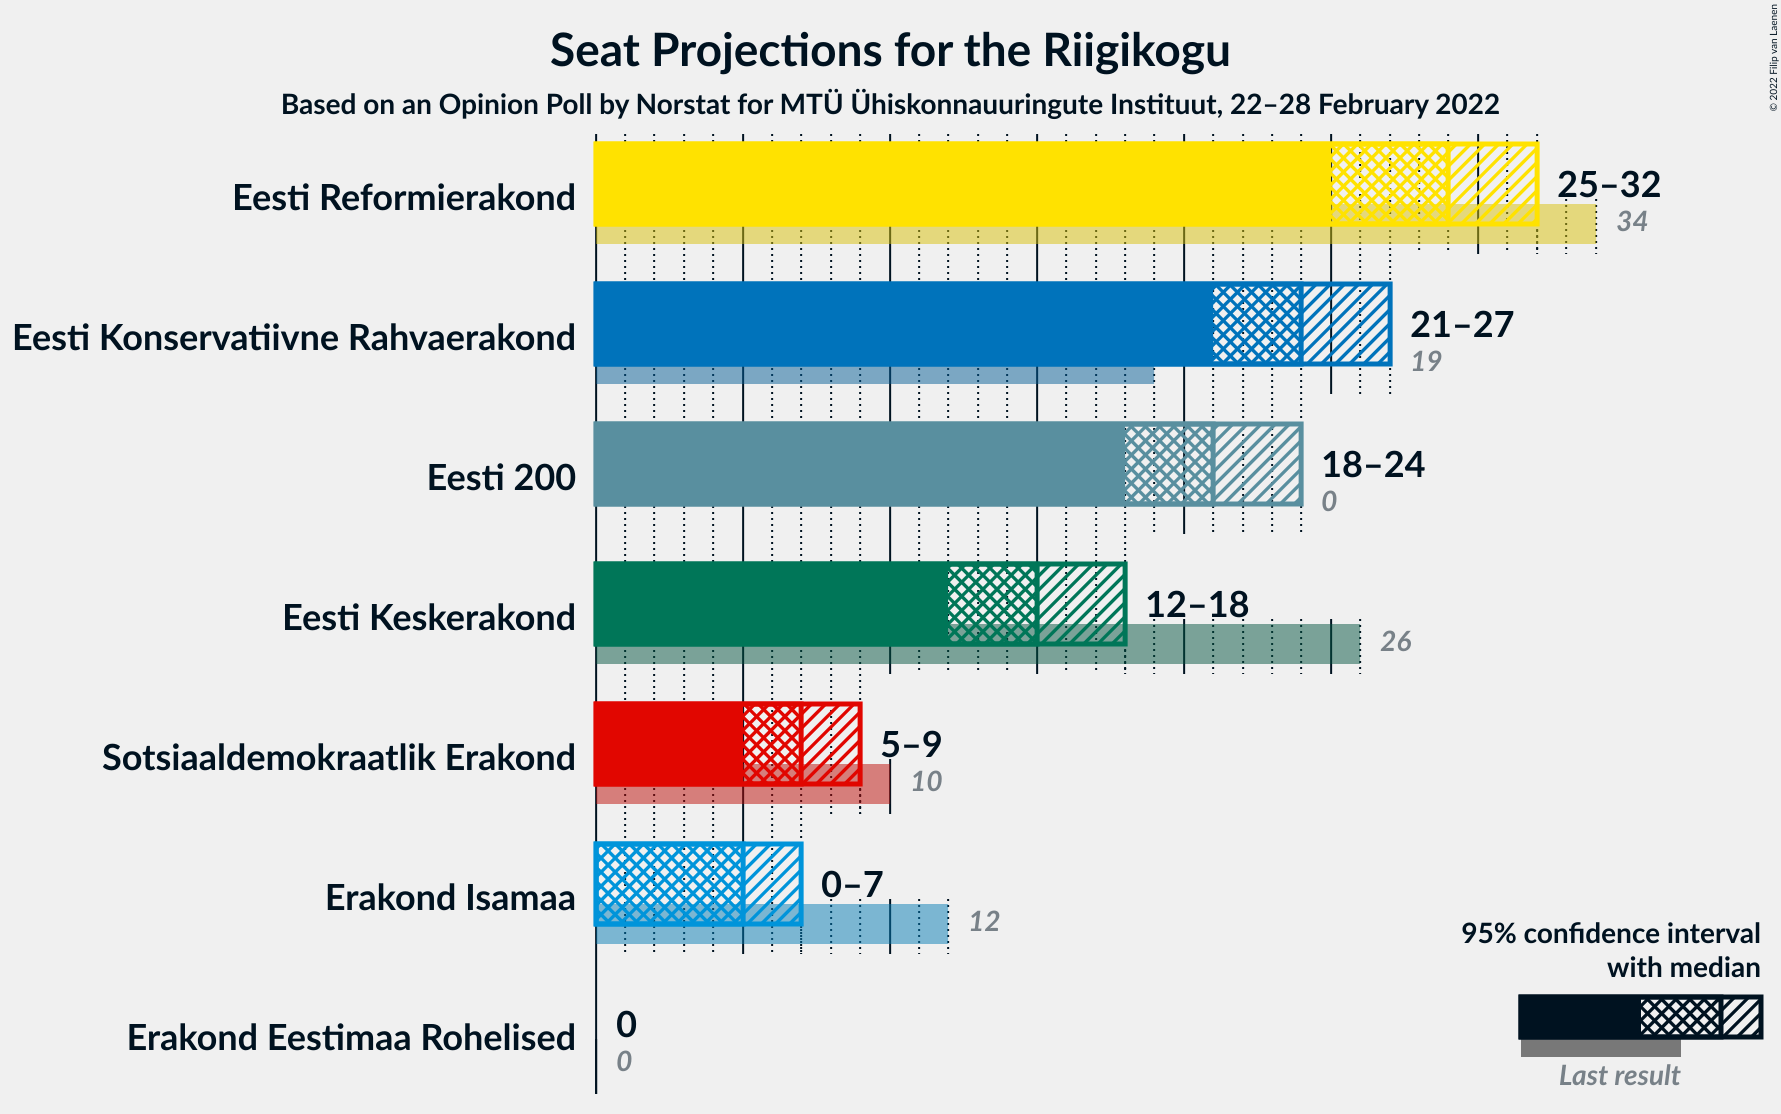 Seat Projections for the Riigikogu
Based on an Opinion Poll by Norstat for MTÜ Ühiskonnauuringute Instituut, 22–28 February 2022
© 2022 Filip van Laenen
Eesti Reformierakond
25–32
34
Eesti Konservatiivne Rahvaerakond
21–27
19
Eesti 200
18–24
0
Eesti Keskerakond
12–18
26
Sotsiaaldemokraatlik Erakond
5–9
10
Erakond Isamaa
0–7
12
Erakond Eestimaa Rohelised
0
0
95% confidence interval
with median
Last result